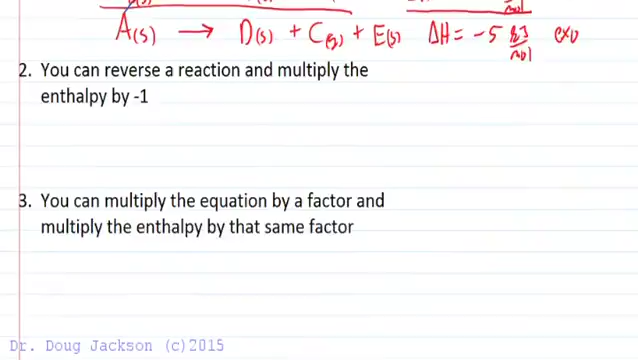 A(s) → D(s) + C(g) + E(s) ΔH = -5 kJ/mol exo
2. You can reverse a reaction and multiply the
enthalpy by -1
3. You can multiply the equation by a factor and
multiply the enthalpy by that same factor
Dr. Doug Jackson (c)2015